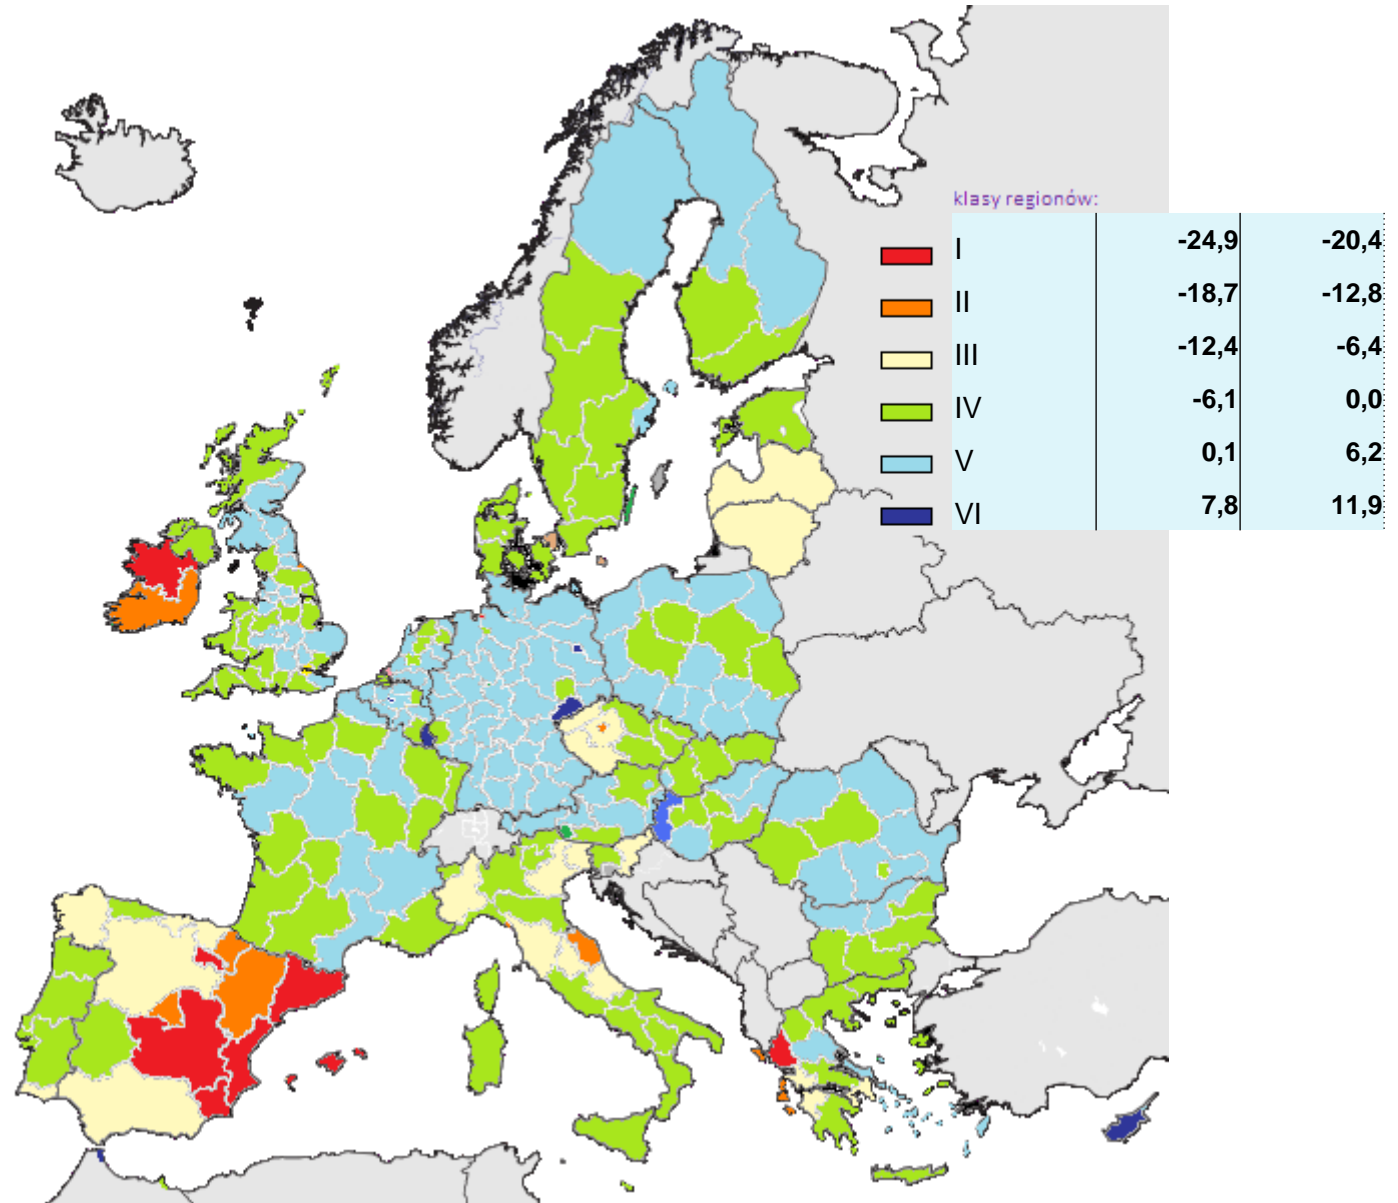 klasy regionów:
I -24,9 -20,4
II -18,7 -12,8
III -12,4 -6,4
IV -6,1 0,0
V 0,1 6,2
VI 7,8 11,9